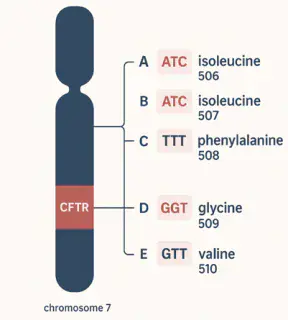 A ATC isoleucine
506
B ATC isoleucine
507
C TTT phenylalanine
508
CFTR
D GGT glycine
509
E GTT valine
510
chromosome 7